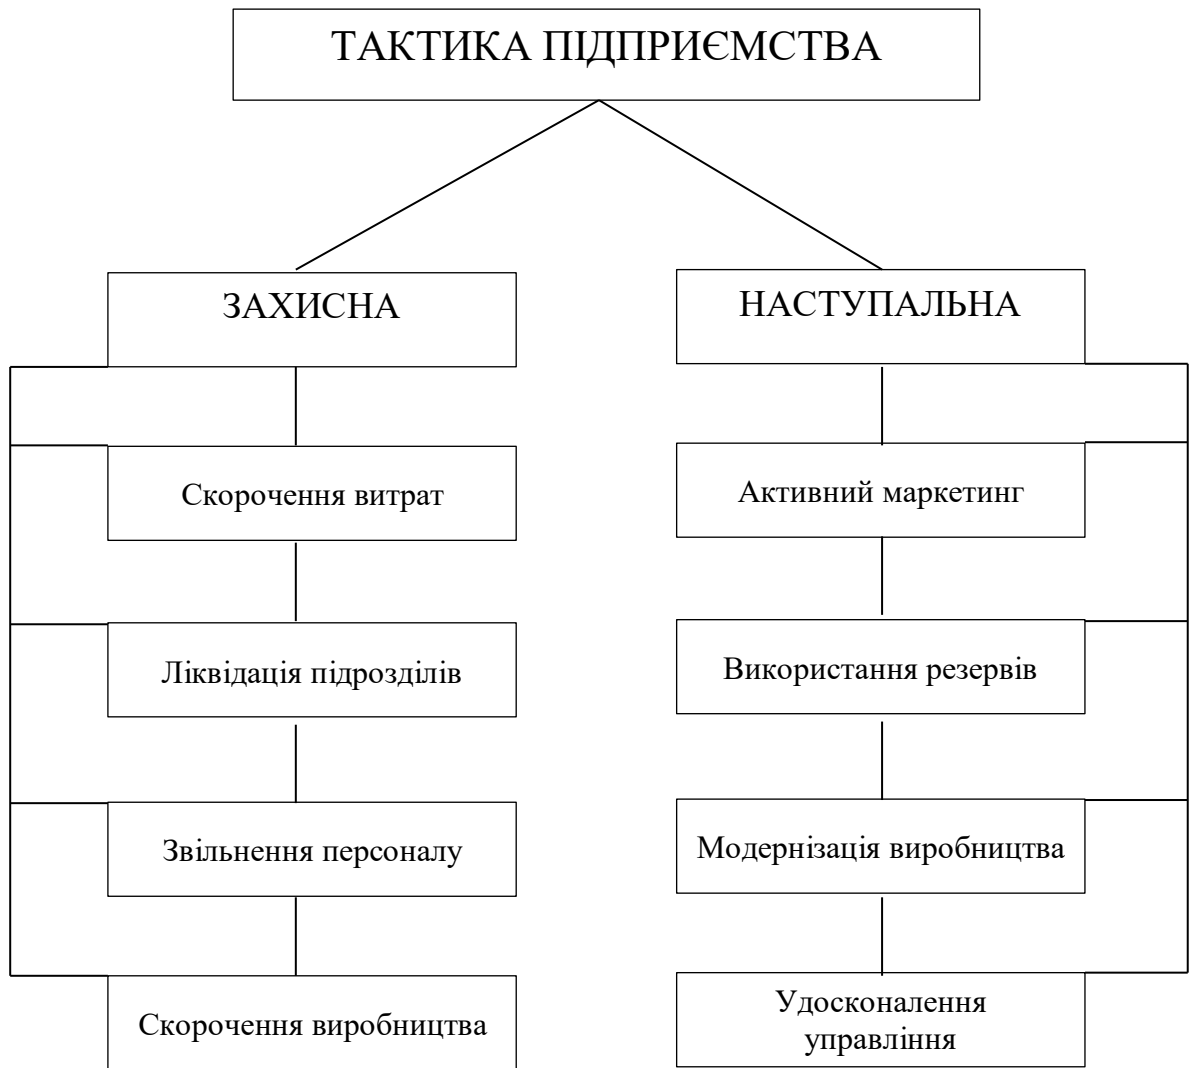 ТАКТИКА ПІДПРИЄМСТВА
ЗАХИСНА
НАСТУПАЛЬНА
Скорочення витрат
Активний маркетинг
Ліквідація підрозділів
Використання резервів
Звільнення персоналу
Модернізація виробництва
Скорочення виробництва
Удосконалення
управління